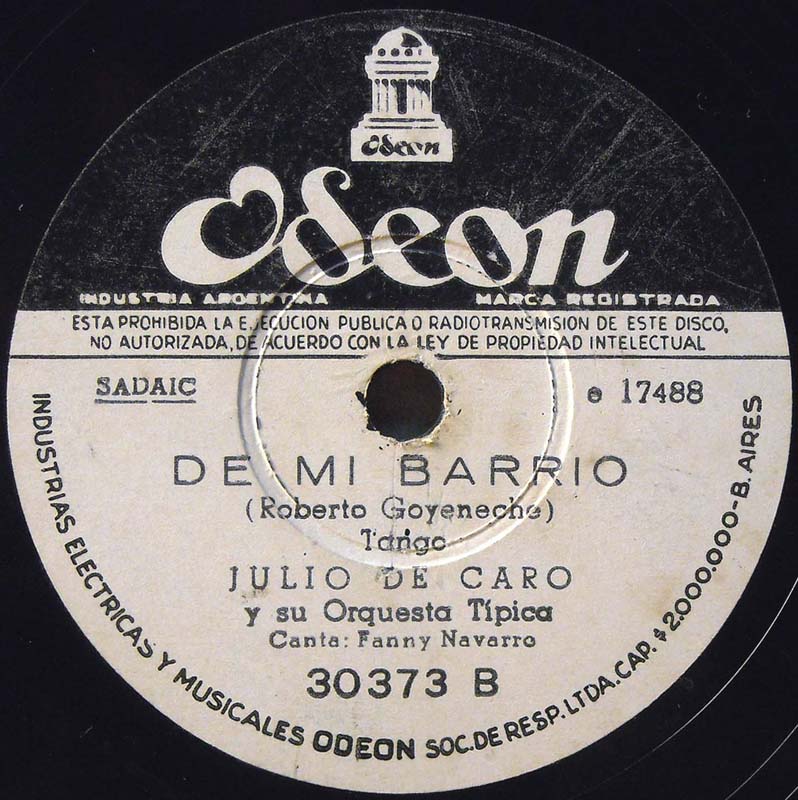 Odeon
Odeon
INDUSTRIA ARGENTINA
MARCA REGISTRADA
ESTA PROHIBIDA LA EJECUCION PUBLICA O RADIOTRANSMISION DE ESTE DISCO,
NO AUTORIZADA, DE ACUERDO CON LA LEY DE PROPIEDAD INTELECTUAL
SADAIC
e 17488
DE MI BARRIO
(Roberto Goyeneche)
Tango
JULIO DE CARO
y su Orquesta Típica
Canta: Fanny Navarro
30373 B
INDUSTRIAS ELECTRICAS Y MUSICALES ODEON SOC. DE RESP. LTDA. CAP. $ 2.000.000-B. AIRES